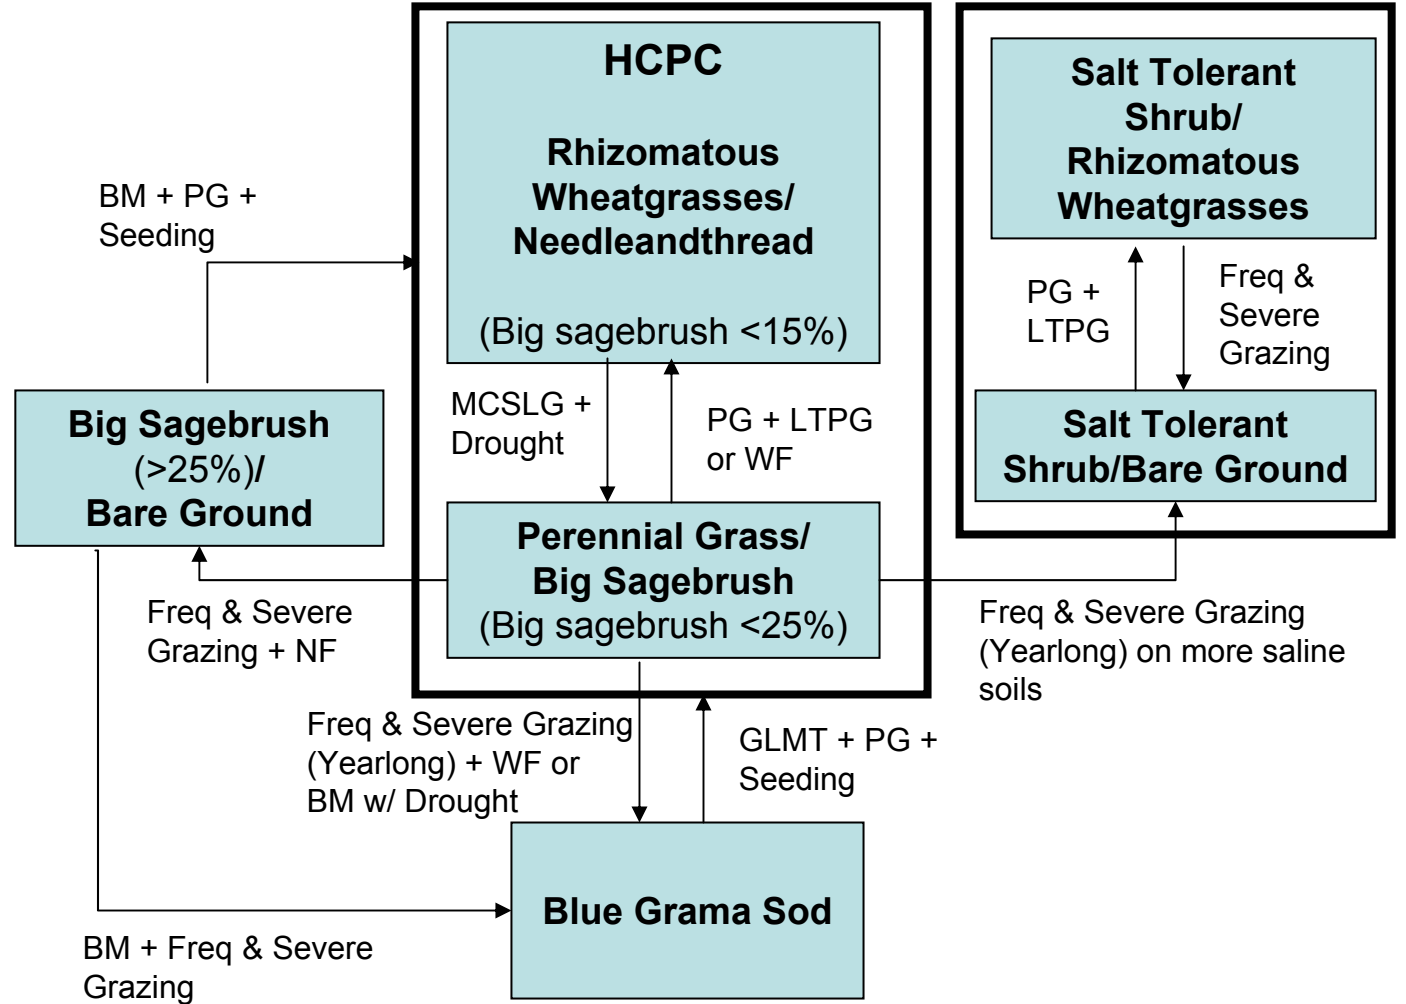 HCPC
Rhizomatous
Wheatgrasses/
Needleandthread
(Big sagebrush <15%)
Salt Tolerant
Shrub/
Rhizomatous
Wheatgrasses
BM + PG +
Seeding
PG +
LTPG
Freq &
Severe
Grazing
MCSLG +
Drought
PG + LTPG
or WF
Big Sagebrush
(>25%)/
Bare Ground
Salt Tolerant
Shrub/Bare Ground
Perennial Grass/
Big Sagebrush
(Big sagebrush <25%)
Freq & Severe
Grazing + NF
Freq & Severe Grazing
(Yearlong) on more saline
soils
Freq & Severe Grazing
(Yearlong) + WF or
BM w/ Drought
GLMT + PG +
Seeding
Blue Grama Sod
BM + Freq & Severe
Grazing